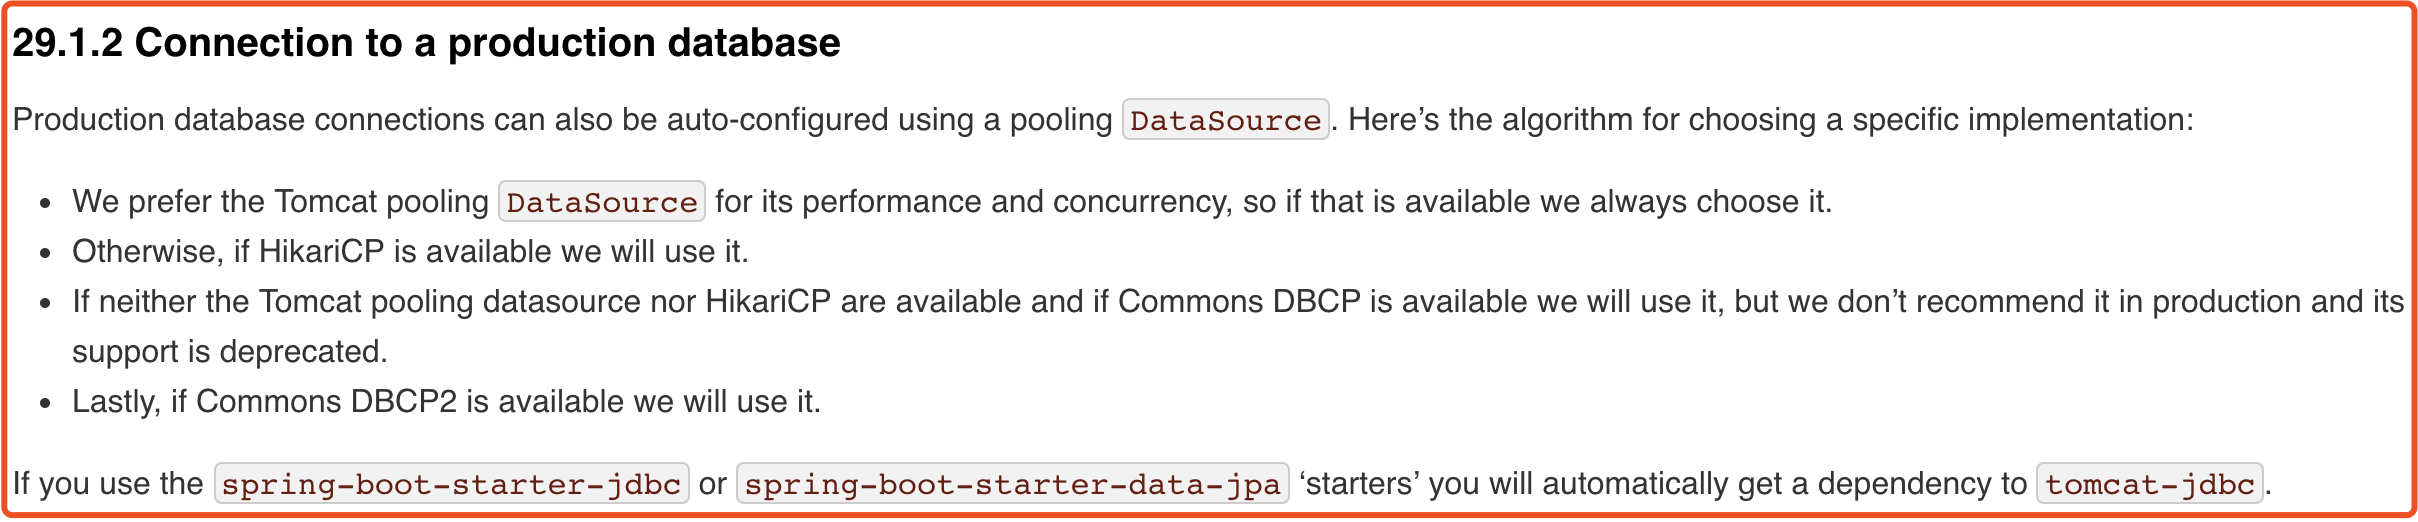 29.1.2 Connection to a production database
Production database connections can also be auto-configured using a pooling DataSource. Here’s the algorithm for choosing a specific implementation:
• We prefer the Tomcat pooling DataSource for its performance and concurrency, so if that is available we always choose it.
• Otherwise, if HikariCP is available we will use it.
• If neither the Tomcat pooling datasource nor HikariCP are available and if Commons DBCP is available we will use it, but we don’t recommend it in production and its
support is deprecated.
• Lastly, if Commons DBCP2 is available we will use it.
If you use the spring-boot-starter-jdbc or spring-boot-starter-data-jpa ‘starters’ you will automatically get a dependency to tomcat-jdbc.